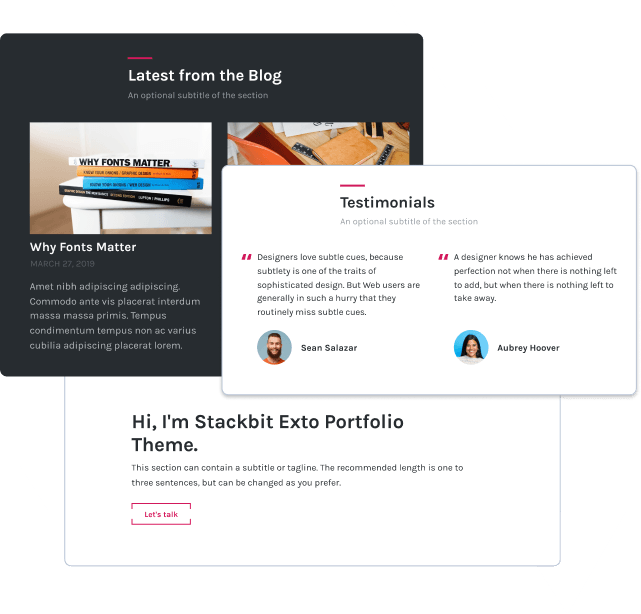 Latest from the Blog
An optional subtitle of the section
WHY FONTS MATTER
Why Fonts Matter
MARCH 27, 2019
Amet nibh adipiscing adipiscing.
Commodo ante vis placerat interdum
massa massa primis. Tempus
condimentum tempus non ac varius
cubilia adipiscing placerat lorem.
Testimonials
An optional subtitle of the section
“ Designers love subtle cues, because
subtlety is one of the traits of
sophisticated design. But Web users are
generally in such a hurry that they
routinely miss subtle cues.
Sean Salazar
“ A designer knows he has achieved
perfection not when there is nothing left
to add, but when there is nothing left to
take away.
Aubrey Hoover
Hi, I'm Stackbit Exto Portfolio
Theme.
This section can contain a subtitle or tagline. The recommended length is one to
three sentences, but can be changed as you prefer.
Let's talk